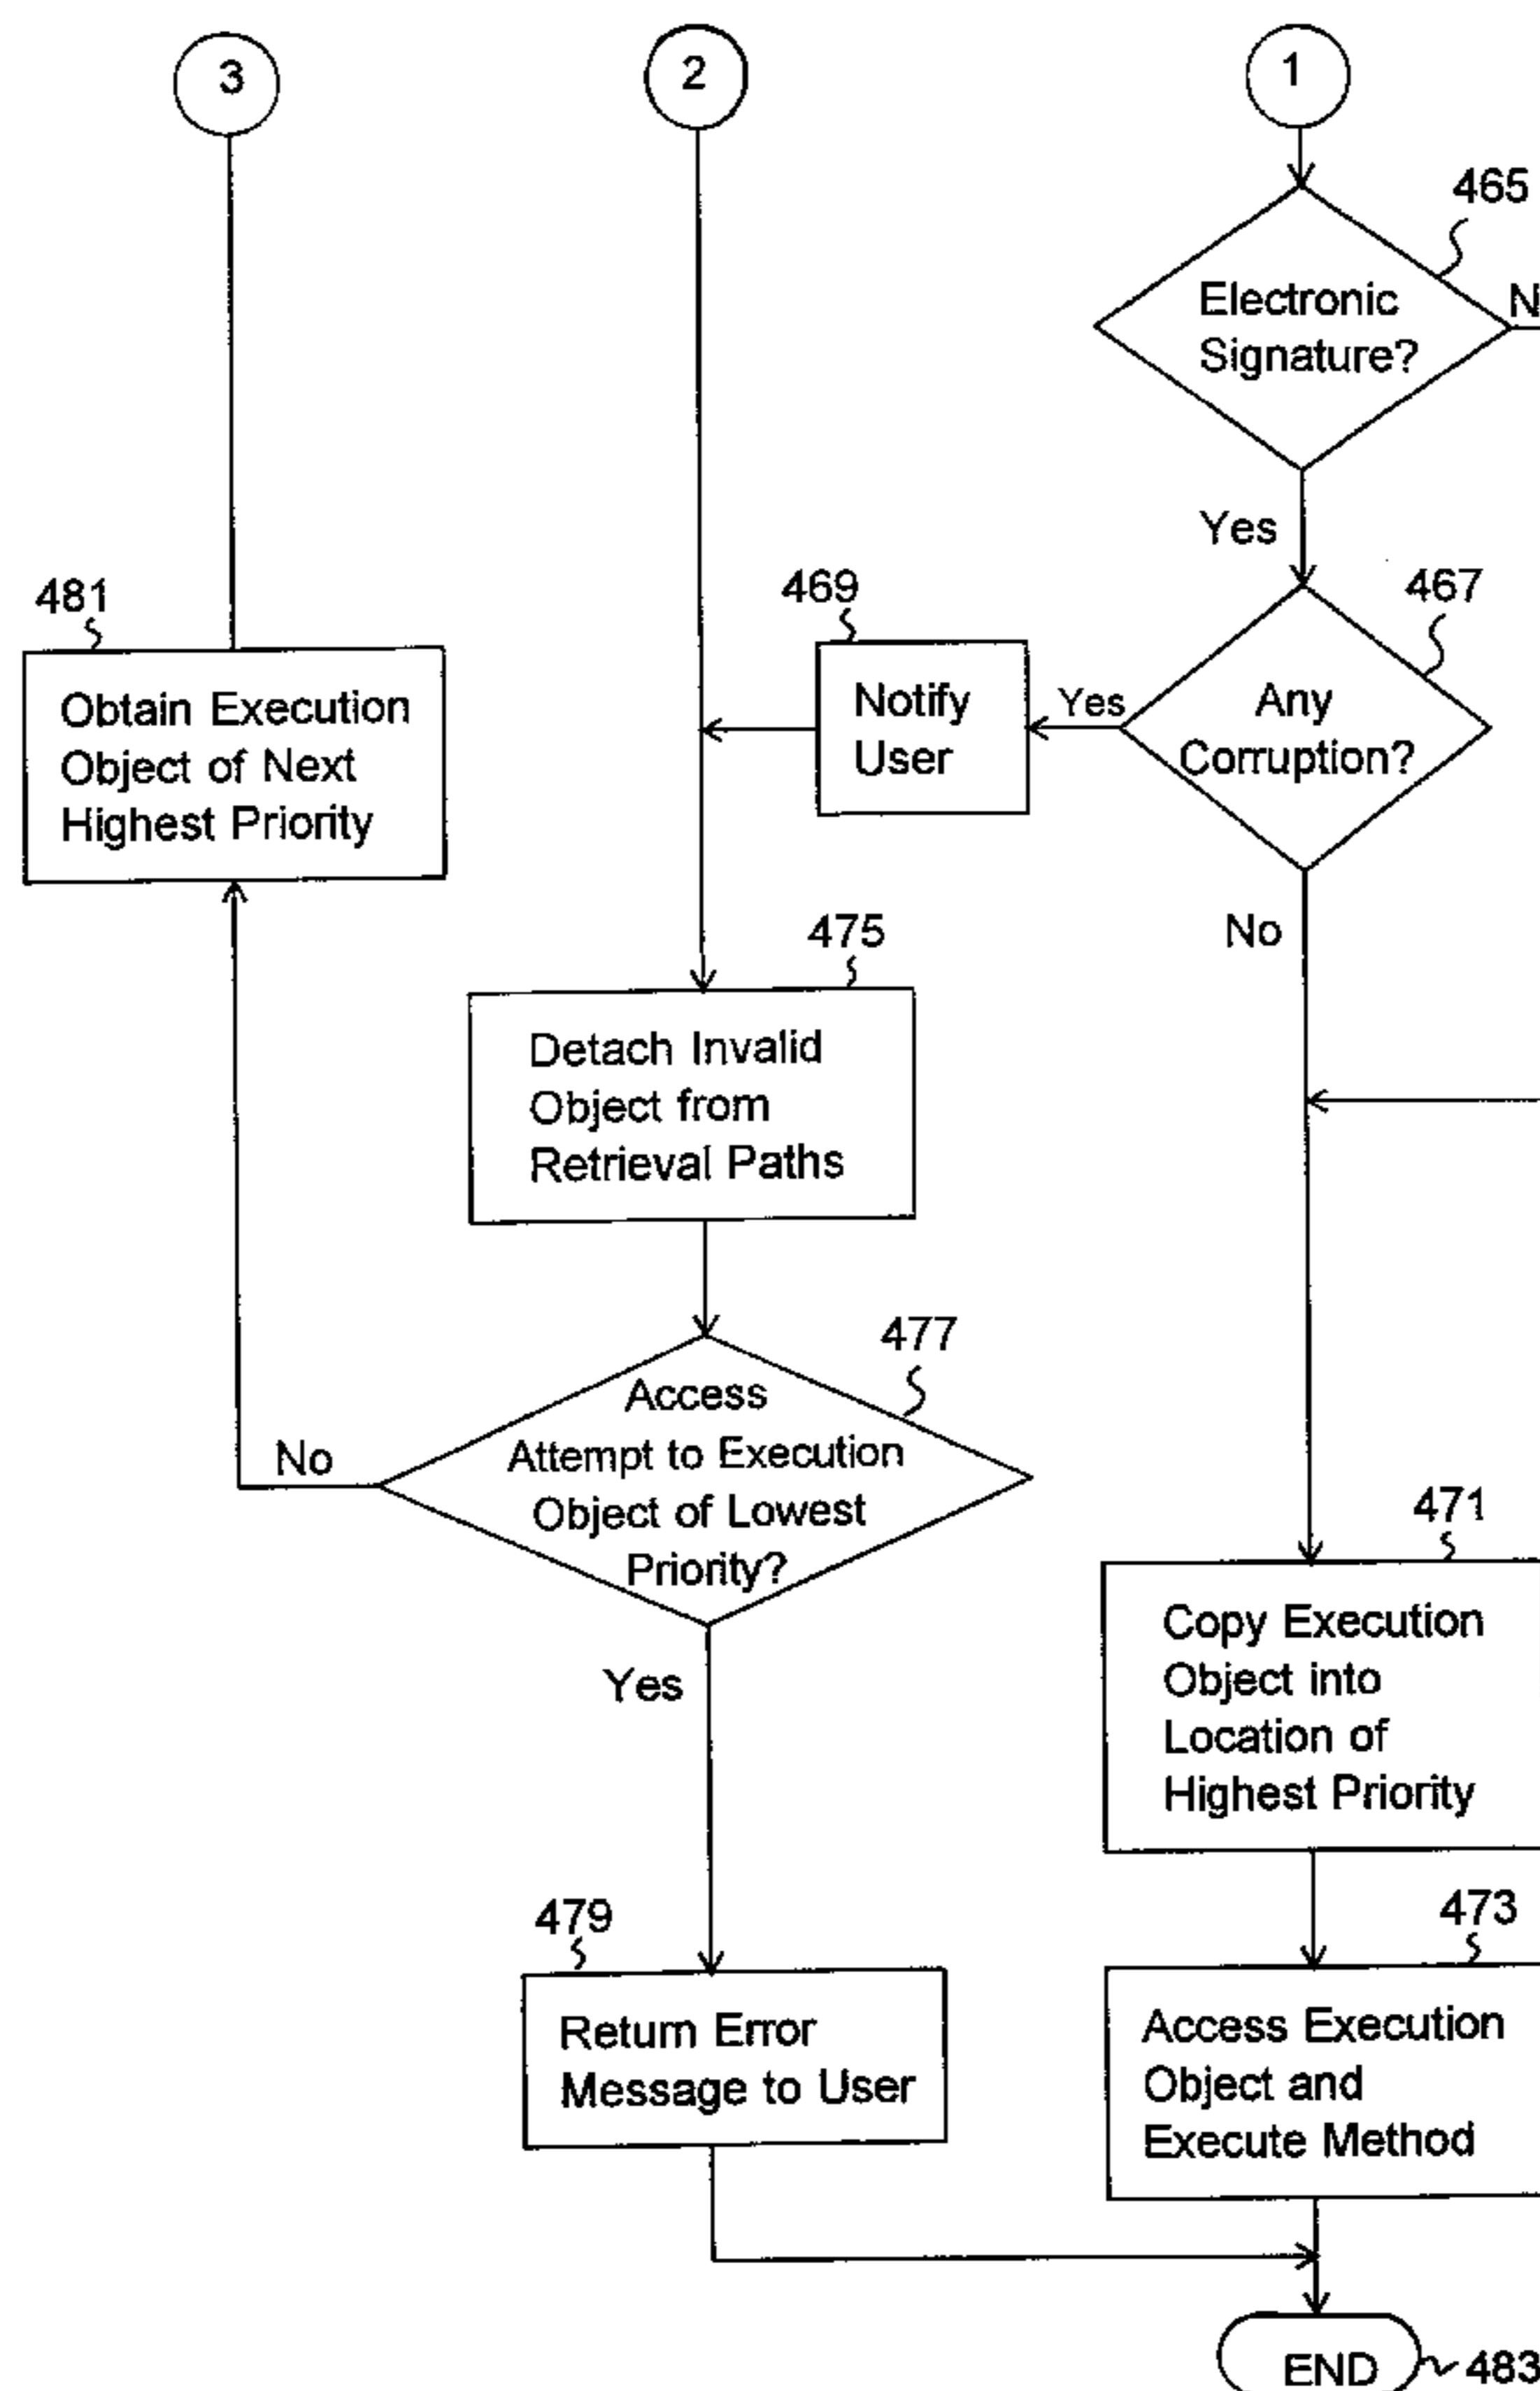 3
2
1
465
Electronic
Signature?
N
Yes
481
469
467
Obtain Execution
Object of Next
Highest Priority
Notify
User
Yes
Any
Corruption?
No
475
Detach Invalid
Object from
Retrieval Paths
477
Access
Attempt to Execution
Object of Lowest
Priority?
No
Yes
471
Copy Execution
Object into
Location of
Highest Priority
479
473
Return Error
Message to User
Access Execution
Object and
Execute Method
END
483